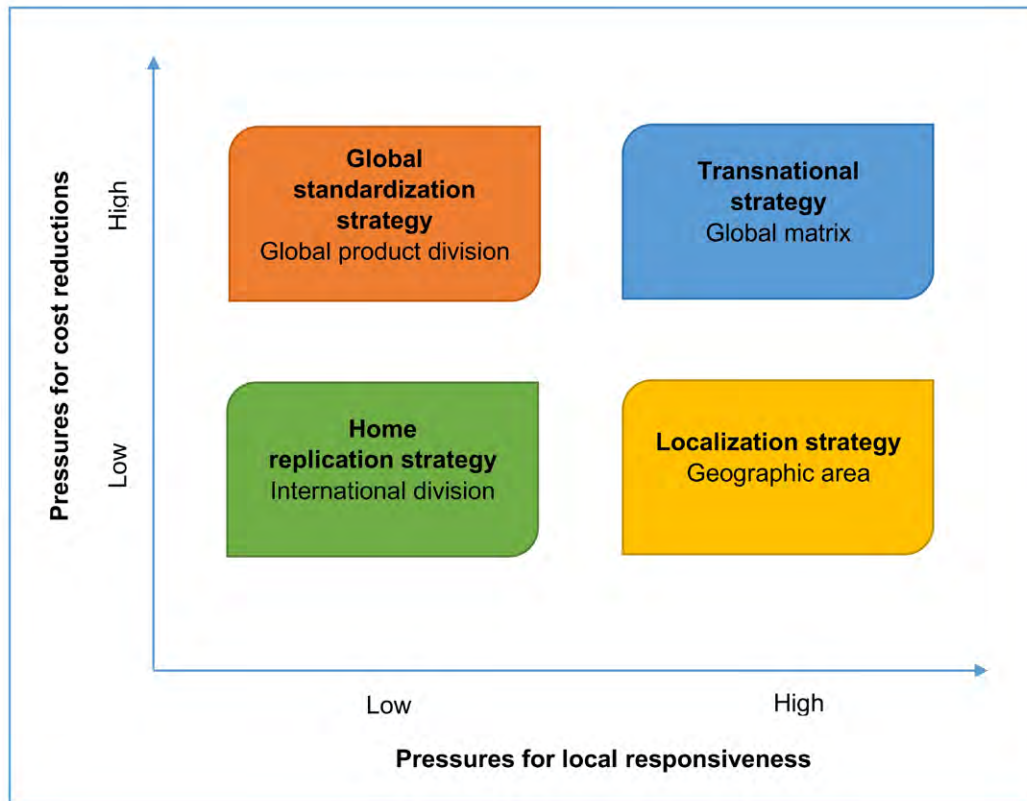 Pressures for cost reductions
High
Low
Global
standardization
strategy
Global product division
Transnational
strategy
Global matrix
Home
replication strategy
International division
Localization strategy
Geographic area
Low
High
Pressures for local responsiveness